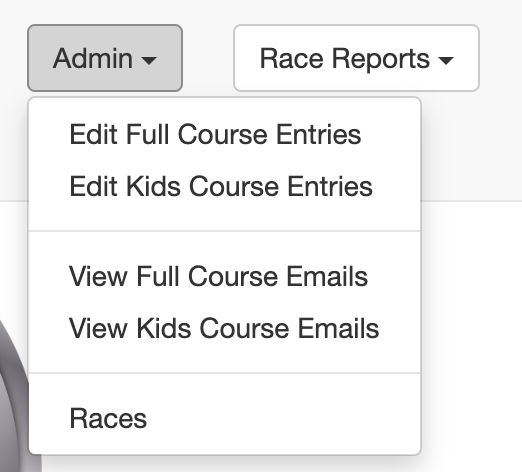 Admin
Race Reports
Edit Full Course Entries
Edit Kids Course Entries
View Full Course Emails
View Kids Course Emails
Races